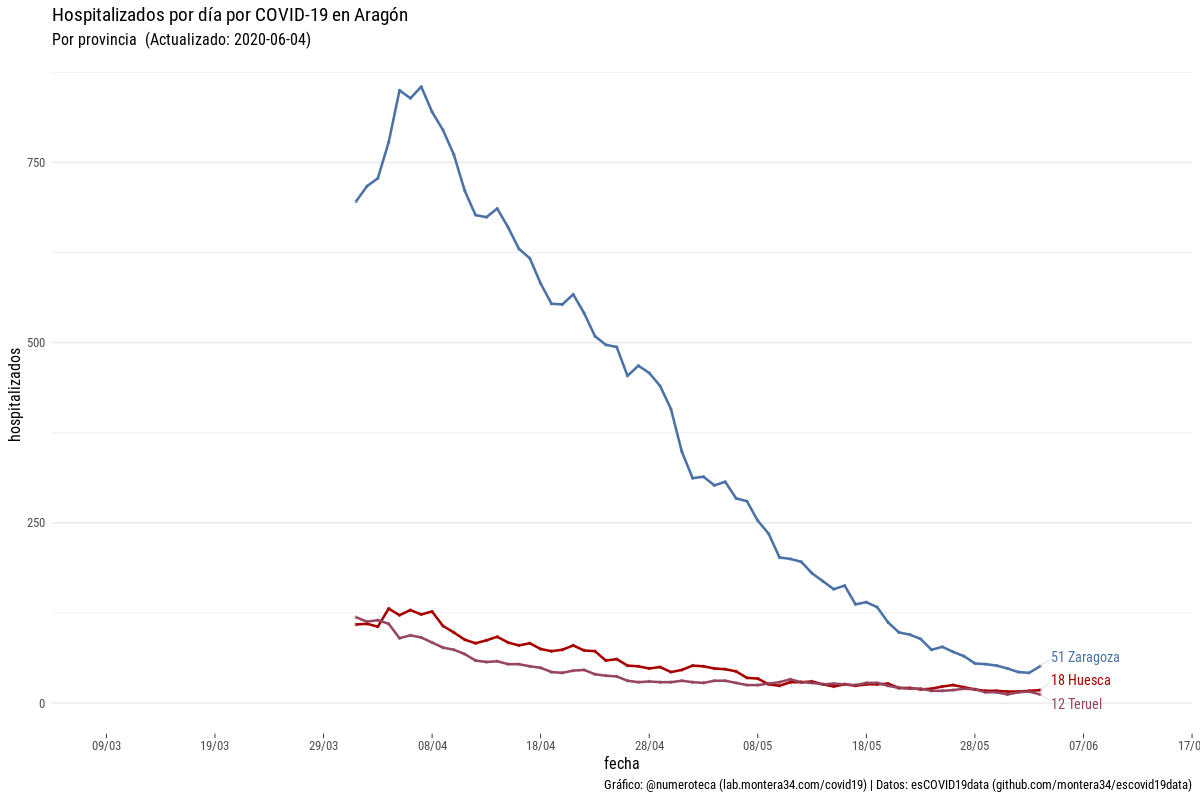 Hospitalizados por día por COVID-19 en Aragón
Por provincia (Actualizado: 2020-06-04)
hospitalizados
750
500
250
0
51 Zaragoza
18 Huesca
12 Teruel
09/03 19/03 29/03 08/04 18/04 28/04 08/05 18/05 28/05 07/06 17/0
fecha
Gráfico: @numeroteca (lab.montera34.com/covid19) | Datos: esCOVID19data (github.com/montera34/escovid19data)